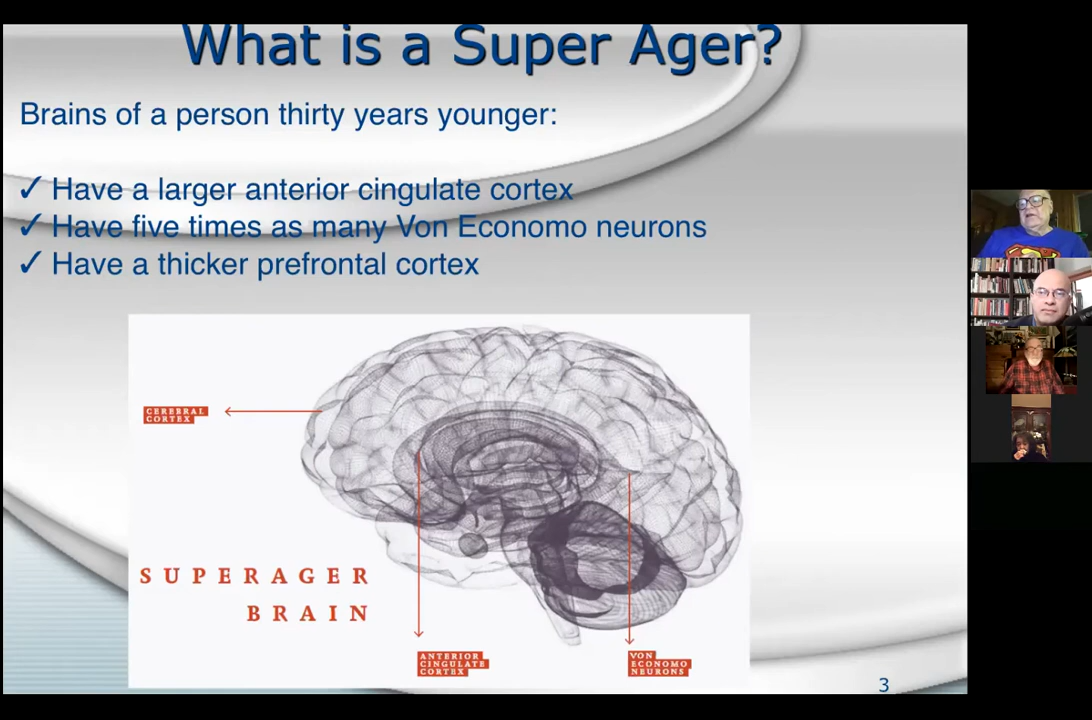 What is a Super Ager?
Brains of a person thirty years younger:
✓ Have a larger anterior cingulate cortex
✓ Have five times as many Von Economo neurons
✓ Have a thicker prefrontal cortex
CEREBRAL
CORTEX
SUPERAGER
BRAIN
ANTERIOR
CINGULATE
CORTEX
VON
ECONOMO
NEURONS
3